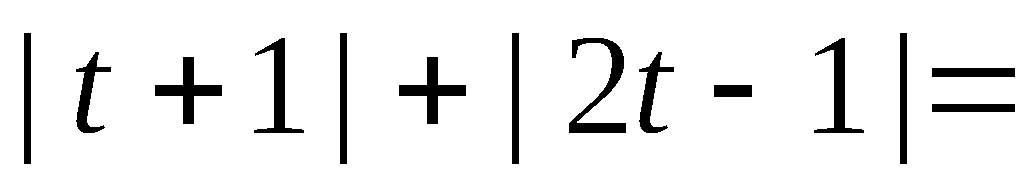 | t + 1 | + | 2t - 1 | =